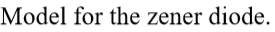 Model for the zener diode.